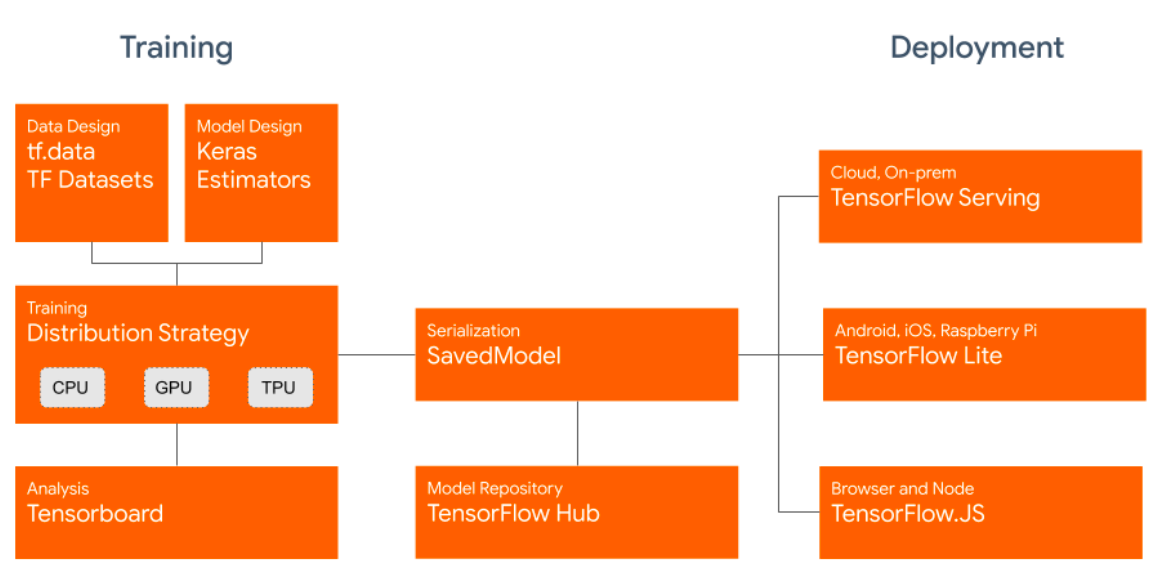 Training
Deployment
Data Design
tf.data
TF Datasets
Model Design
Keras
Estimators
Training
Distribution Strategy
CPU
GPU
TPU
Analysis
Tensorboard
Serialization
SavedModel
Model Repository
TensorFlow Hub
Cloud, On-prem
TensorFlow Serving
Android, iOS, Raspberry Pi
TensorFlow Lite
Browser and Node
TensorFlow.JS